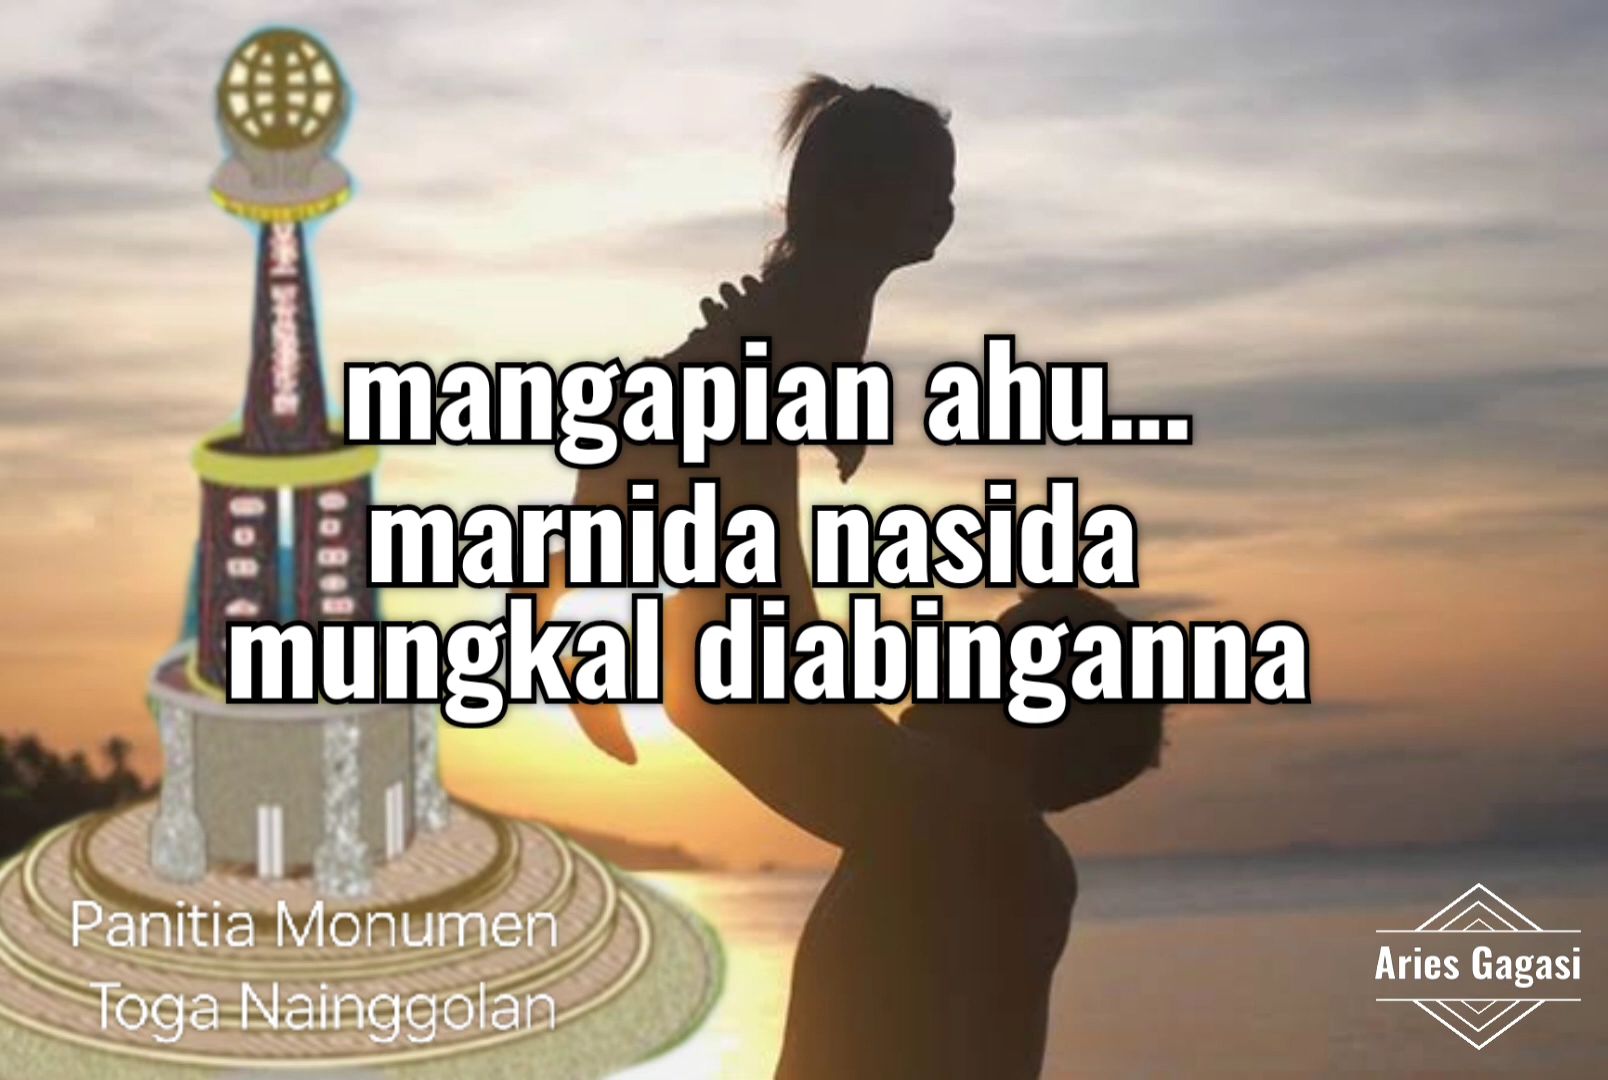 mangapian ahu...
marnida nasida
mungkal diabinganna
Panitia Monumen
Toga Nainggolan
Aries Gagasi